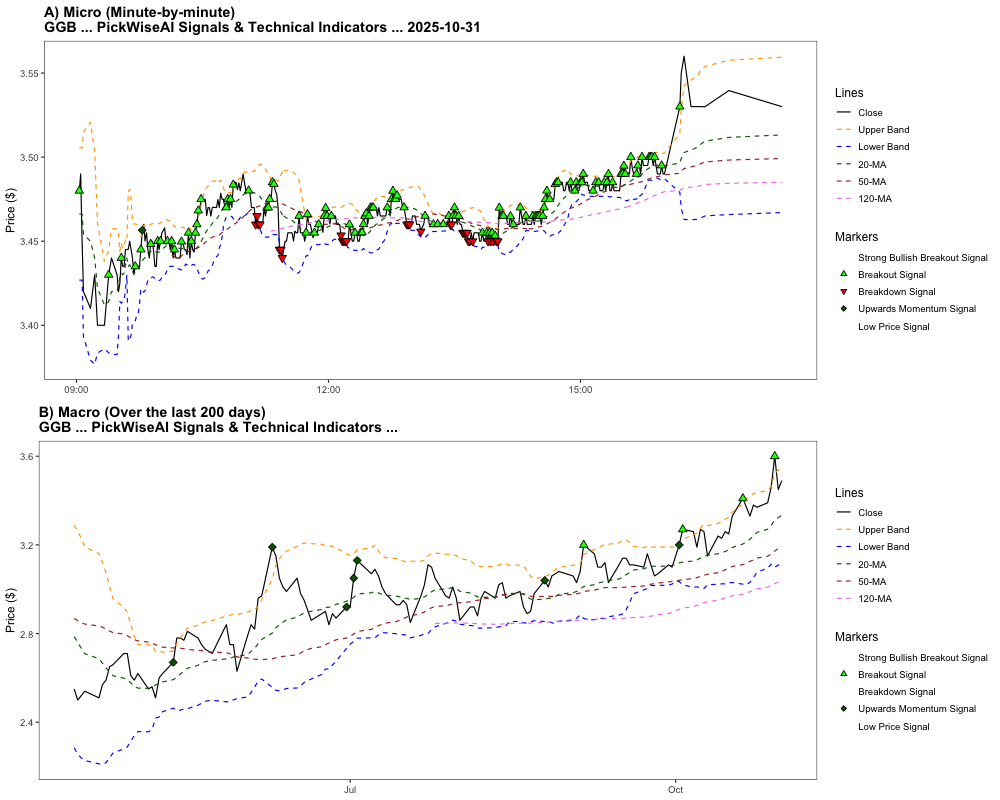 A) Micro (Minute-by-minute)
GGB ... PickWiseAI Signals & Technical Indicators ... 2025-10-31
Price ($)
3.55
3.50
3.45
3.40
09:00
12:00
15:00
Lines
Close
Upper Band
Lower Band
20-MA
50-MA
120-MA
Markers
Strong Bullish Breakout Signal
Breakout Signal
Breakdown Signal
Upwards Momentum Signal
Low Price Signal
B) Macro (Over the last 200 days)
GGB ... PickWiseAI Signals & Technical Indicators ...
Price ($)
3.6
3.2
2.8
2.4
Jul
Oct
Lines
Close
Upper Band
Lower Band
20-MA
50-MA
120-MA
Markers
Strong Bullish Breakout Signal
Breakout Signal
Breakdown Signal
Upwards Momentum Signal
Low Price Signal